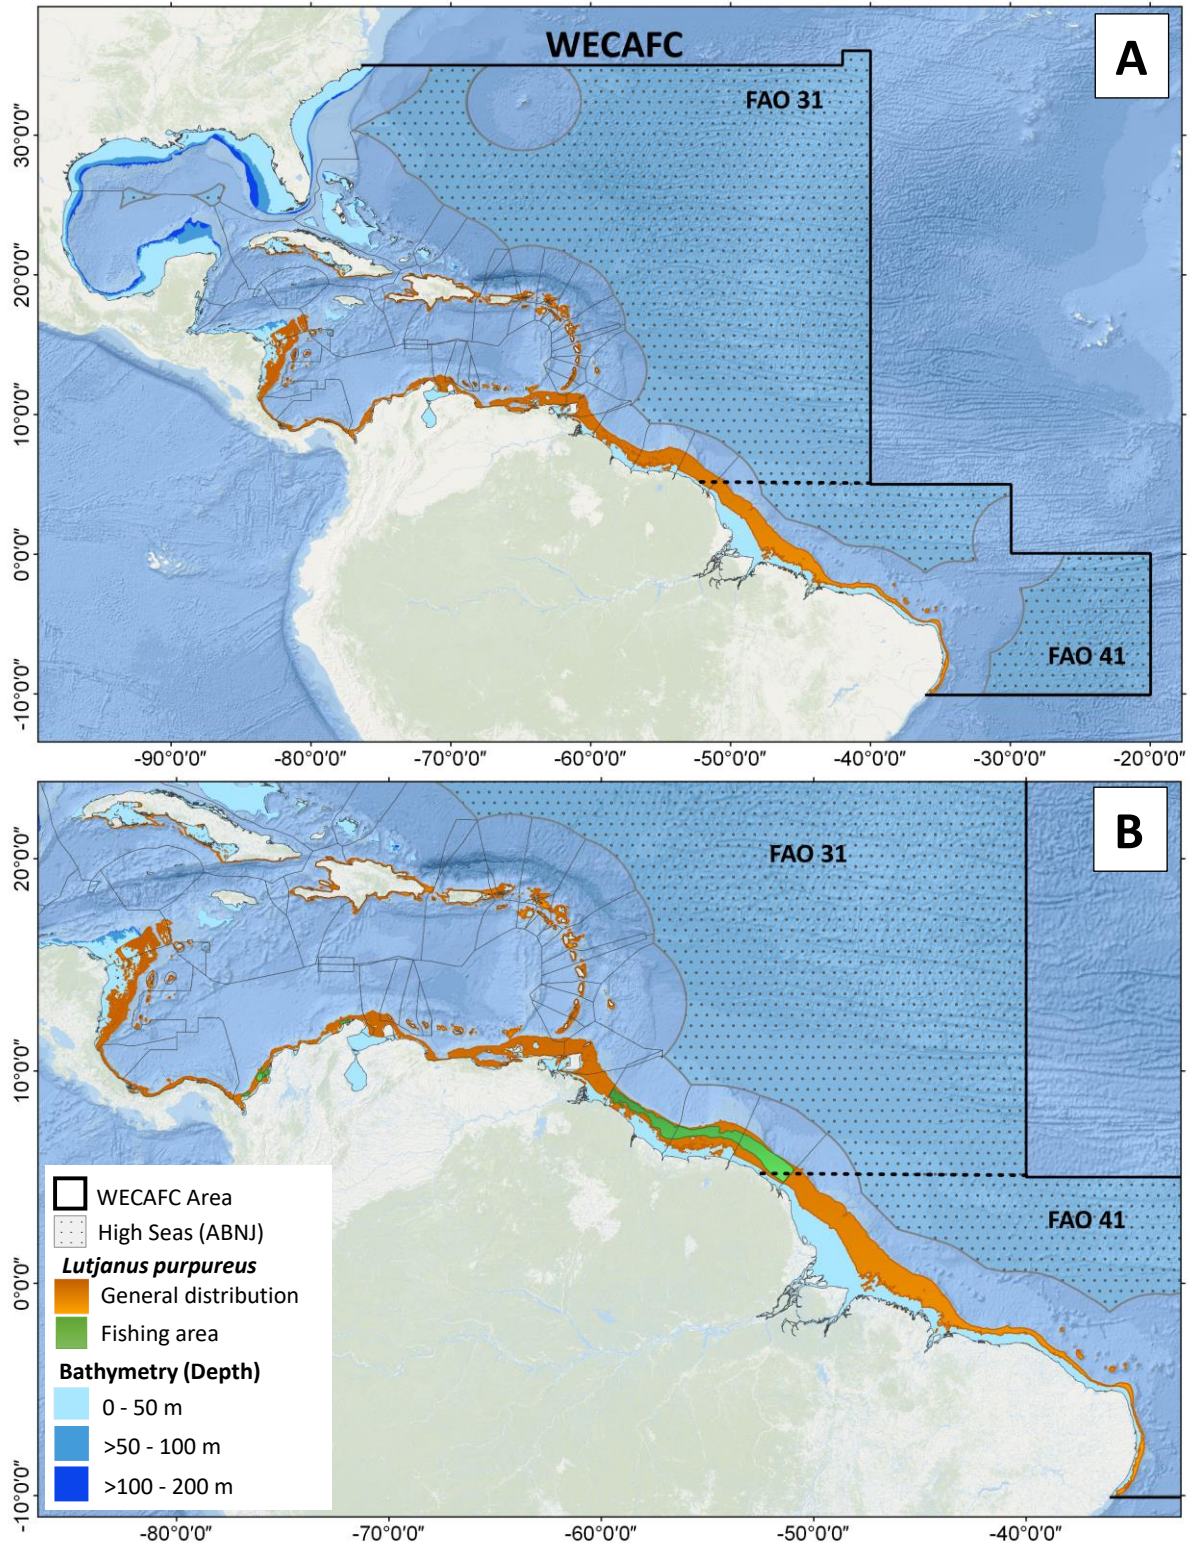 WECAFC
A
FAO 31
FAO 41
30°0'0"
20°0'0"
10°0'0"
0°0'0"
-10°0'0"
-90°0'0"
-80°0'0"
-70°0'0"
-60°0'0"
-50°0'0"
-40°0'0"
-30°0'0"
-20°0'0"
B
FAO 31
FAO 41
20°0'0"
10°0'0"
0°0'0"
-10°0'0"
WECAFC Area
High Seas (ABNJ)
Lutjanus purpureus
General distribution
Fishing area
Bathymetry (Depth)
0 - 50 m
>50 - 100 m
>100 - 200 m
-80°0'0"
-70°0'0"
-60°0'0"
-50°0'0"
-40°0'0"